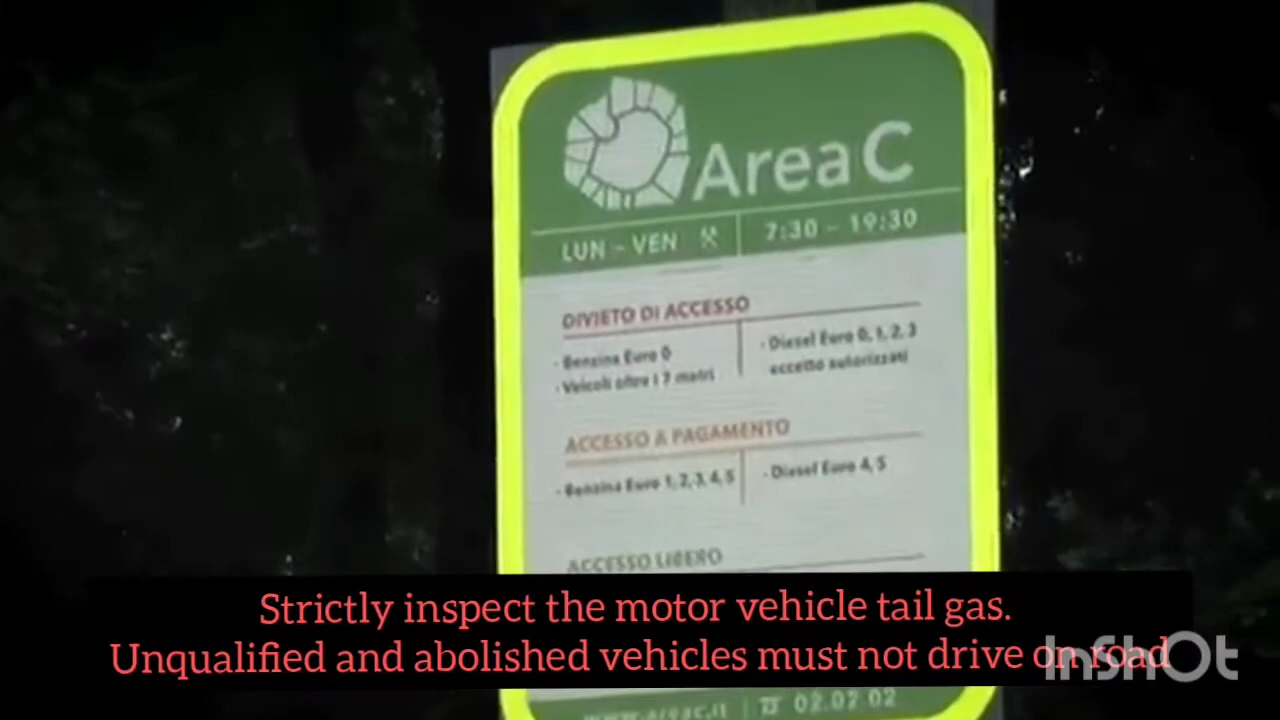 Area C
LUN - VEN ⚒ 7:30 - 19:30
DIVIETO DI ACCESSO
- Benzina Euro 0
- Veicoli oltre i 7 metri
- Diesel Euro 0, 1, 2, 3
eccetto autorizzati
ACCESSO A PAGAMENTO
- Benzina Euro 1, 2, 3, 4, 5
- Diesel Euro 4, 5
ACCESSO LIBERO
Strictly inspect the motor vehicle tail gas.
Unqualified and abolished vehicles must not drive on road
InShOt
www.areac.it ☎ 02.02.02